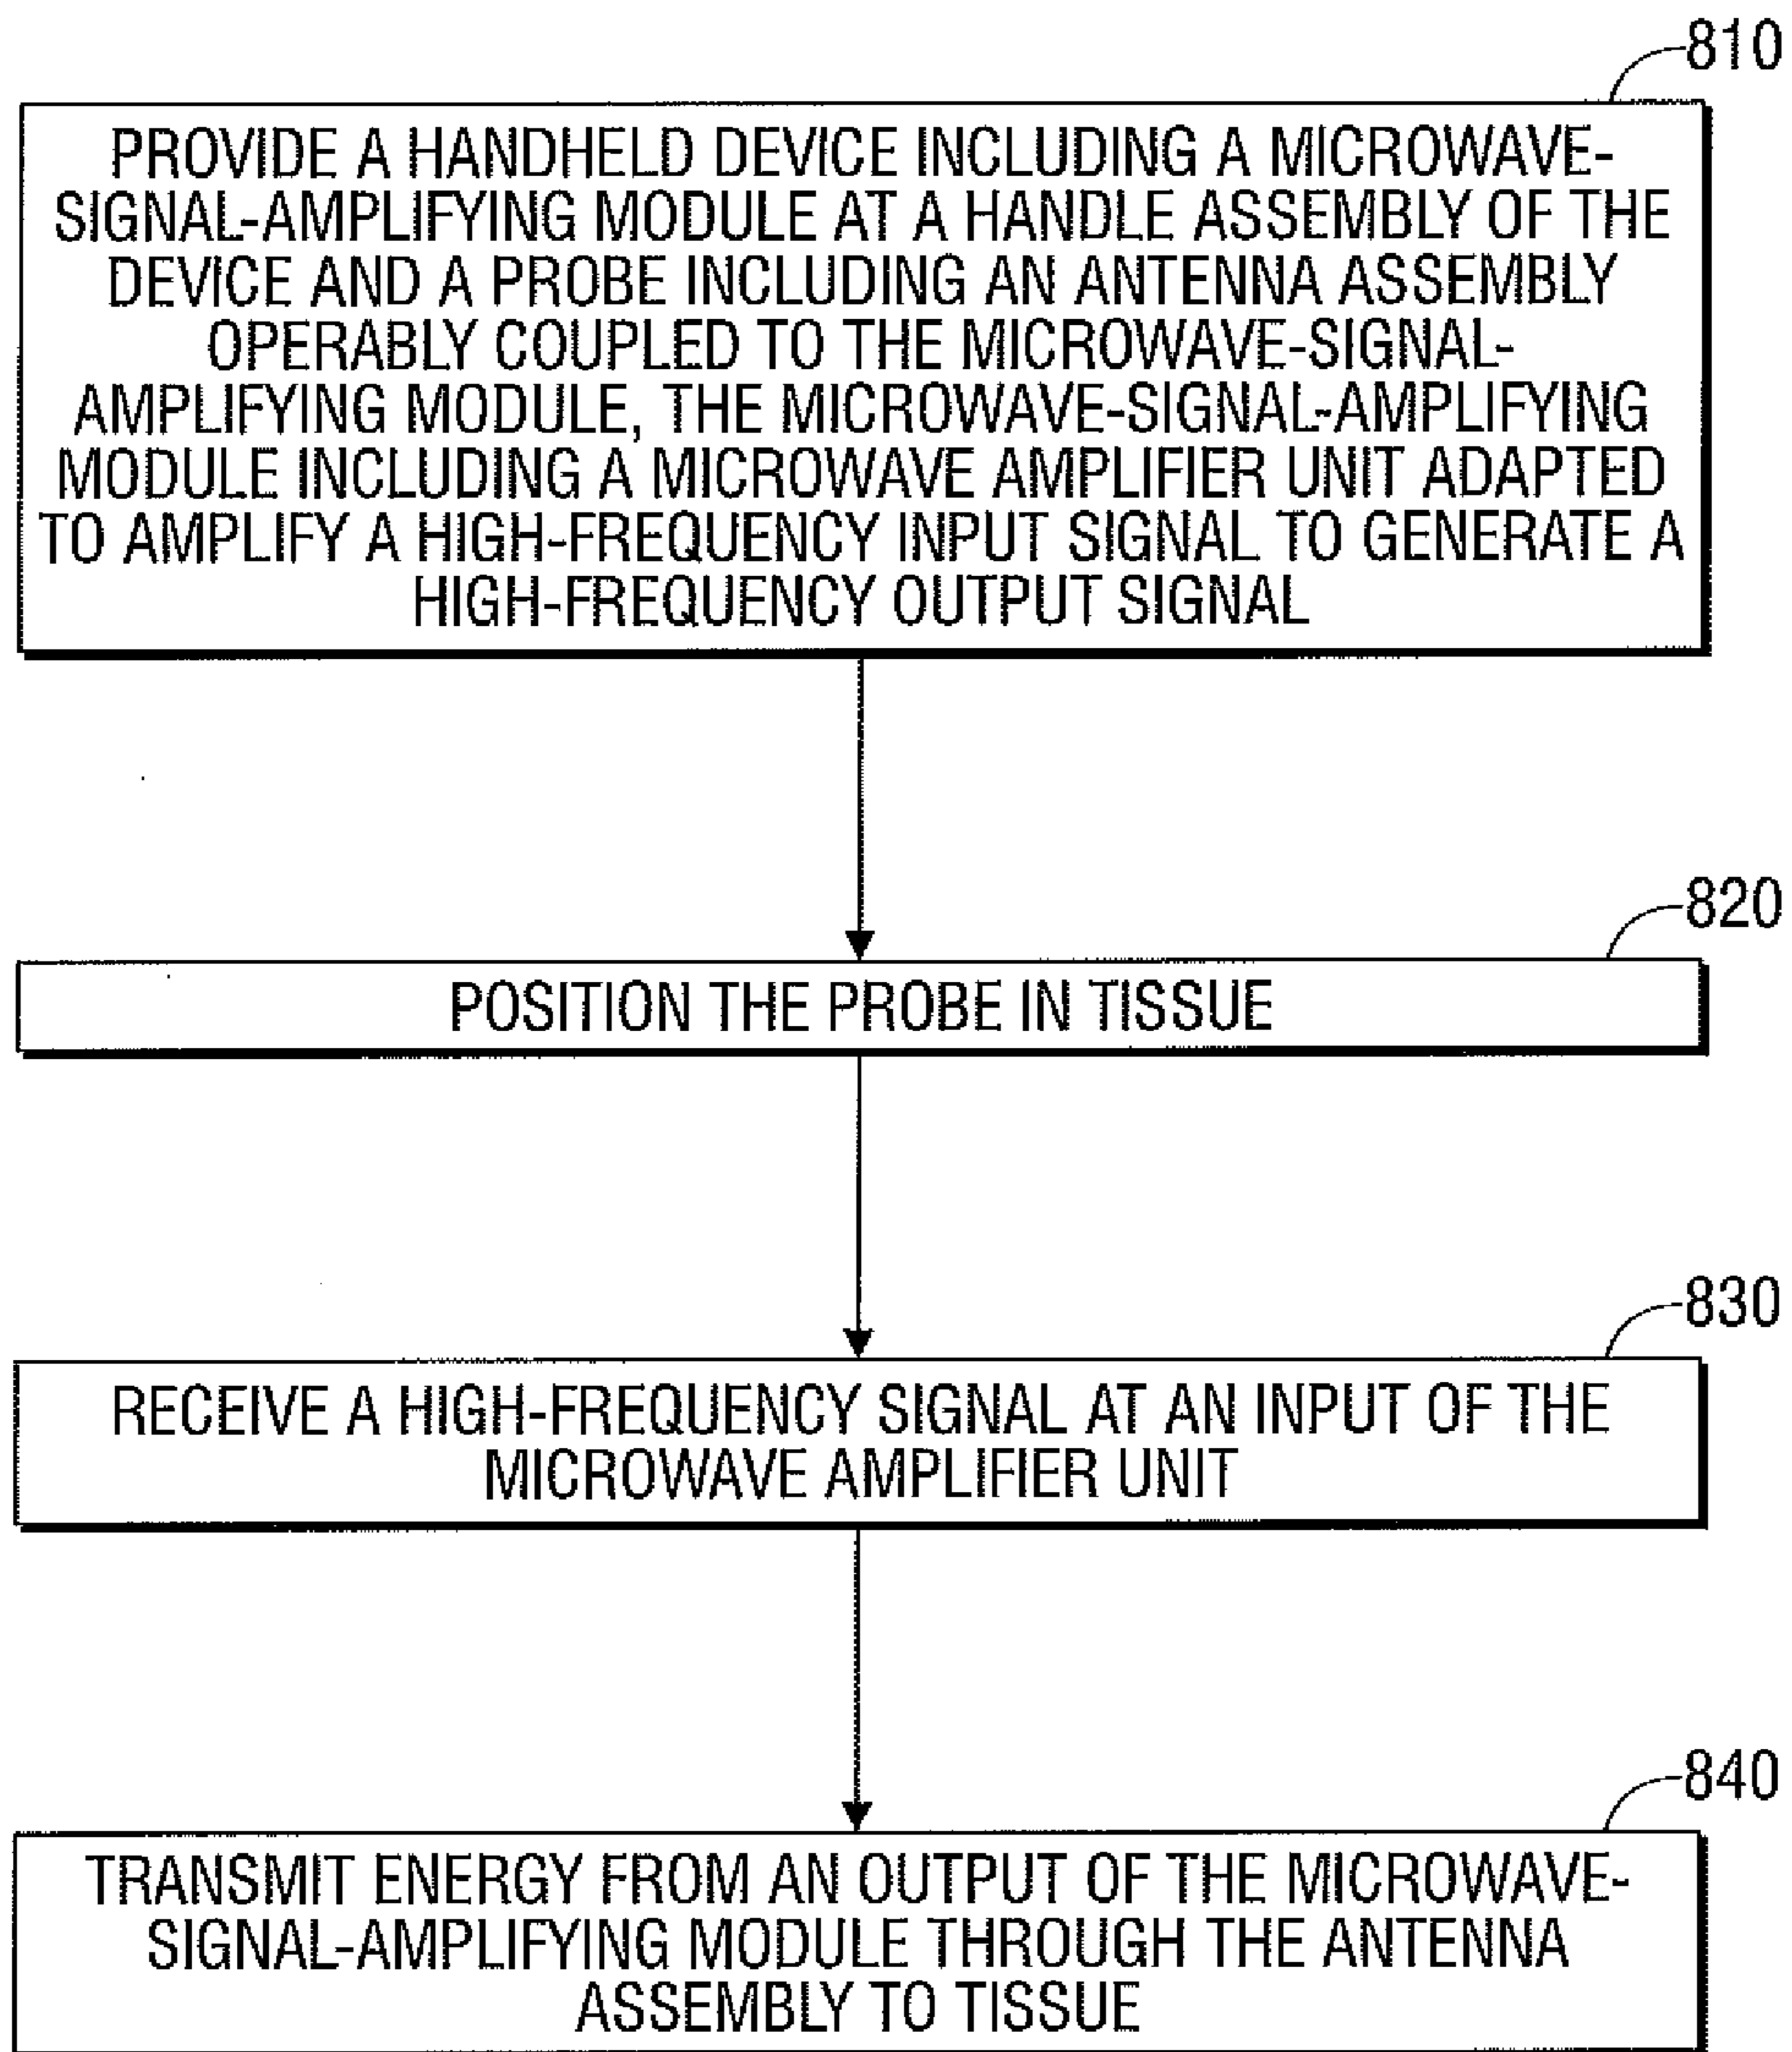 810
PROVIDE A HANDHELD DEVICE INCLUDING A MICROWAVE-
SIGNAL-AMPLIFYING MODULE AT A HANDLE ASSEMBLY OF THE
DEVICE AND A PROBE INCLUDING AN ANTENNA ASSEMBLY
OPERABLY COUPLED TO THE MICROWAVE-SIGNAL-
AMPLIFYING MODULE, THE MICROWAVE-SIGNAL-AMPLIFYING
MODULE INCLUDING A MICROWAVE AMPLIFIER UNIT ADAPTED
TO AMPLIFY A HIGH-FREQUENCY INPUT SIGNAL TO GENERATE A
HIGH-FREQUENCY OUTPUT SIGNAL
820
POSITION THE PROBE IN TISSUE
830
RECEIVE A HIGH-FREQUENCY SIGNAL AT AN INPUT OF THE
MICROWAVE AMPLIFIER UNIT
840
TRANSMIT ENERGY FROM AN OUTPUT OF THE MICROWAVE-
SIGNAL-AMPLIFYING MODULE THROUGH THE ANTENNA
ASSEMBLY TO TISSUE